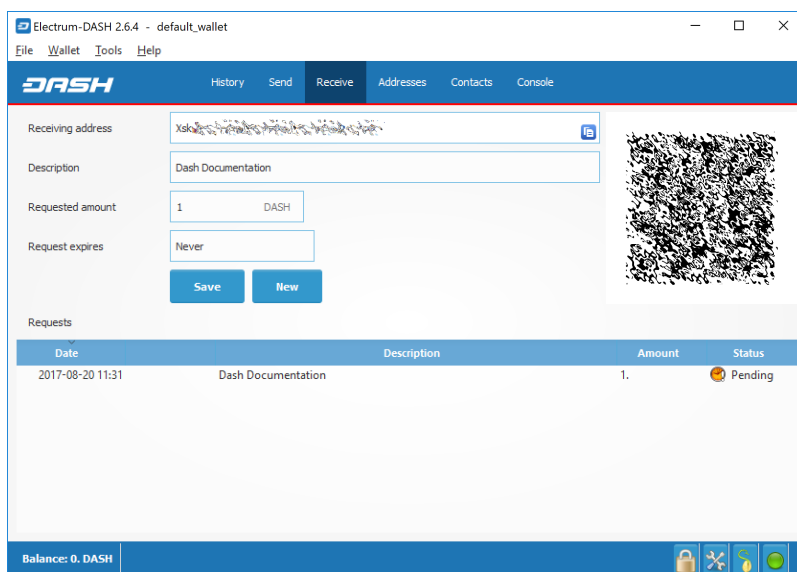 Electrum-DASH 2.6.4 - default_wallet
File Wallet Tools Help
DASH History Send Receive Addresses Contacts Console
Receiving address
Description Dash Documentation
Requested amount 1 DASH
Request expires Never
Save New
Requests
Date Description Amount Status
2017-08-20 11:31 Dash Documentation 1. Pending
Balance: 0. DASH